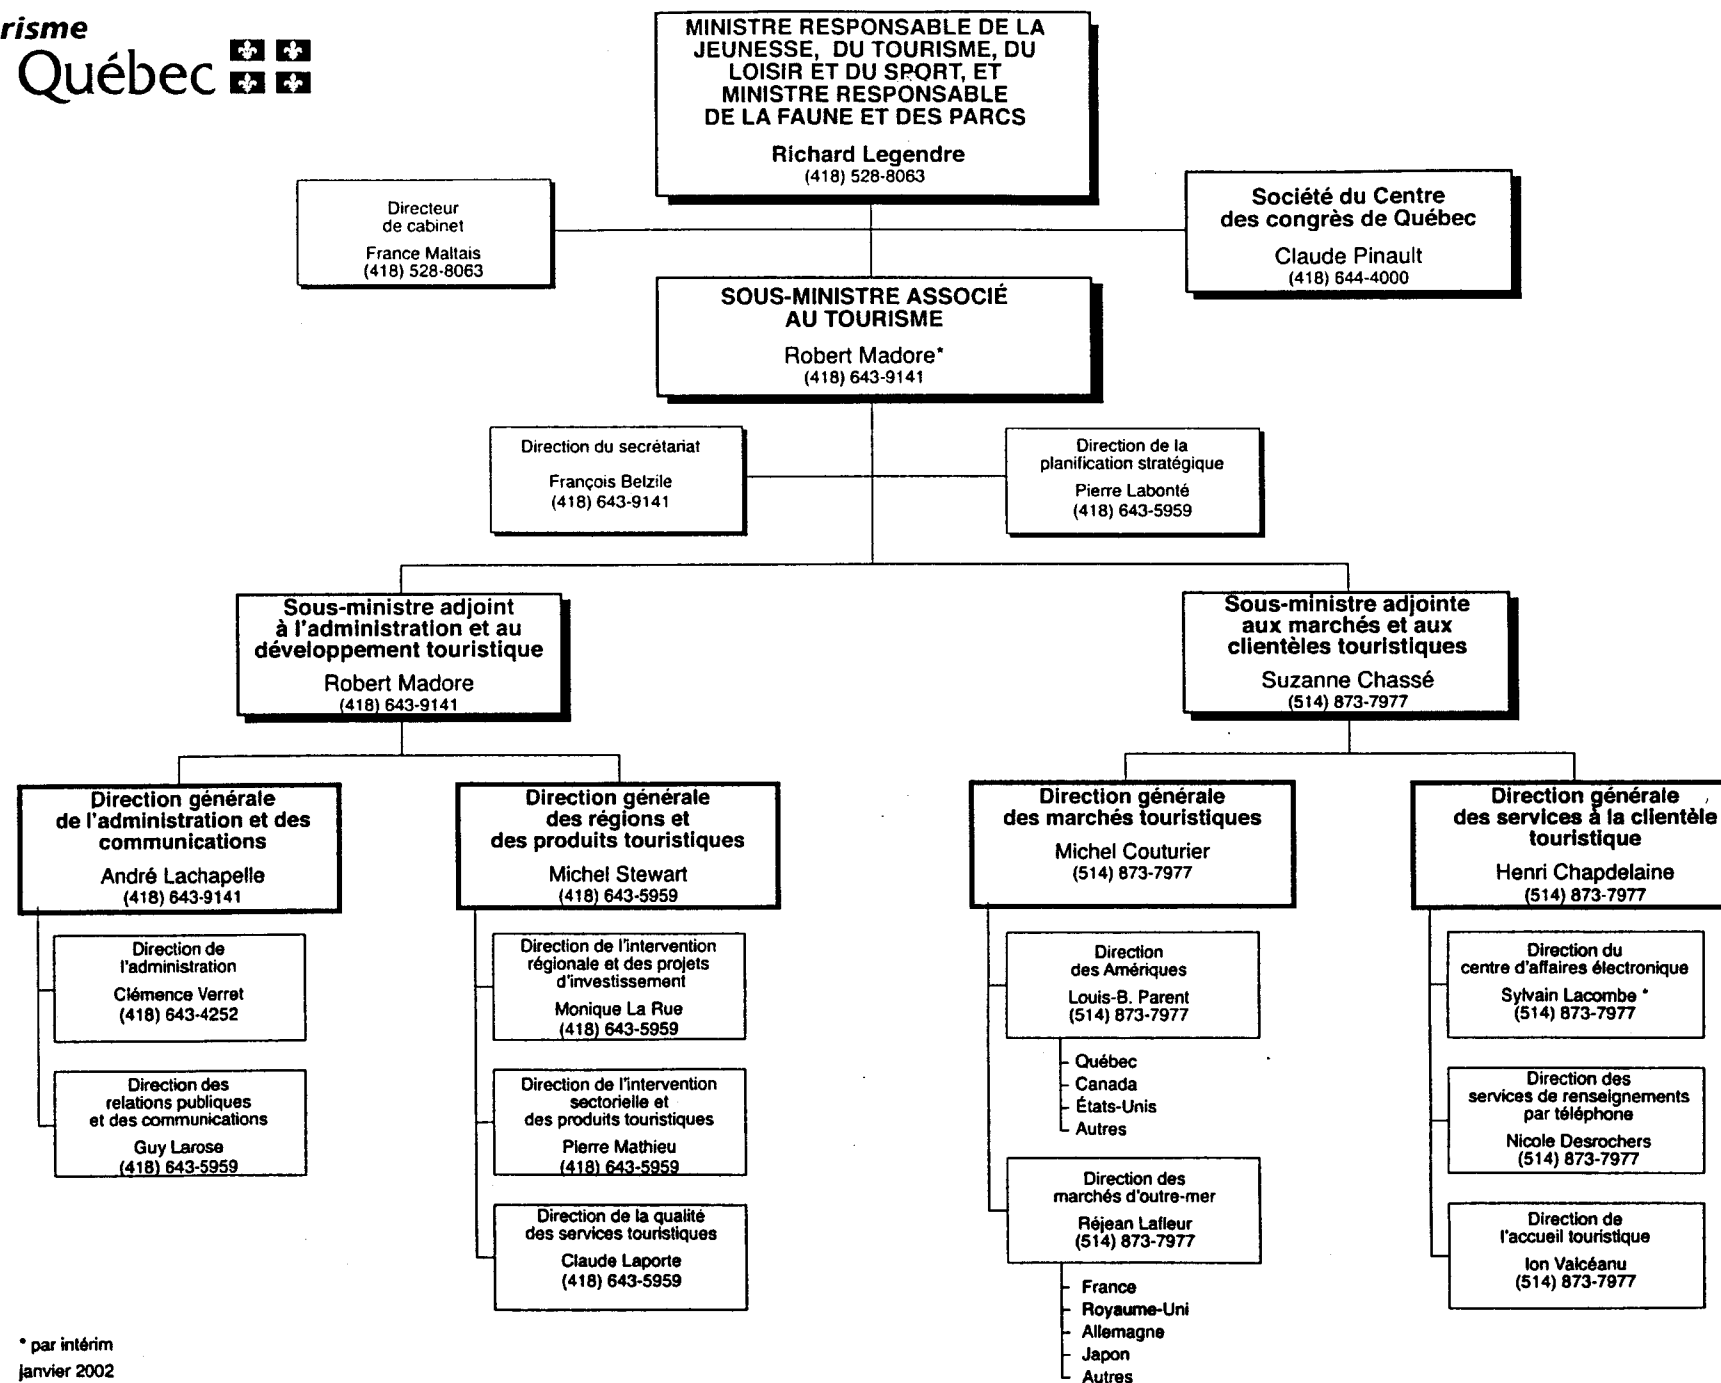 risme
Québec
MINISTRE RESPONSABLE DE LA
JEUNESSE, DU TOURISME, DU
LOISIR ET DU SPORT, ET
MINISTRE RESPONSABLE
DE LA FAUNE ET DES PARCS
Richard Legendre
(418) 528-8063
Directeur
de cabinet
France Maltais
(418) 528-8063
Société du Centre
des congrès de Québec
Claude Pinault
(418) 644-4000
SOUS-MINISTRE ASSOCIÉ
AU TOURISME
Robert Madore*
(418) 643-9141
Direction du secrétariat
François Belzile
(418) 643-9141
Direction de la
planification stratégique
Pierre Labonté
(418) 643-5959
Sous-ministre adjoint
à l'administration et au
développement touristique
Robert Madore
(418) 643-9141
Sous-ministre adjointe
aux marchés et aux
clientèles touristiques
Suzanne Chassé
(514) 873-7977
Direction générale
de l'administration et des
communications
André Lachapelle
(418) 643-9141
Direction de
l'administration
Clémence Verret
(418) 643-4252
Direction des
relations publiques
et des communications
Guy Larose
(418) 643-5959
Direction générale
des régions et
des produits touristiques
Michel Stewart
(418) 643-5959
Direction de l'intervention
régionale et des projets
d'investissement
Monique La Rue
(418) 643-5959
Direction de l'intervention
sectorielle et
des produits touristiques
Pierre Mathieu
(418) 643-5959
Direction de la qualité
des services touristiques
Claude Laporte
(418) 643-5959
Direction générale
des marchés touristiques
Michel Couturier
(514) 873-7977
Direction
des Amériques
Louis-B. Parent
(514) 873-7977
Québec
Canada
États-Unis
Autres
Direction des
marchés d'outre-mer
Réjean Lafleur
(514) 873-7977
France
Royaume-Uni
Allemagne
Japon
Autres
Direction générale
des services à la clientèle
touristique
Henri Chapdelaine
(514) 873-7977
Direction du
centre d'affaires électronique
Sylvain Lacombe *
(514) 873-7977
Direction des
services de renseignements
par téléphone
Nicole Desrochers
(514) 873-7977
Direction de
l'accueil touristique
Ion Valcéanu
(514) 873-7977
* par intérim
janvier 2002